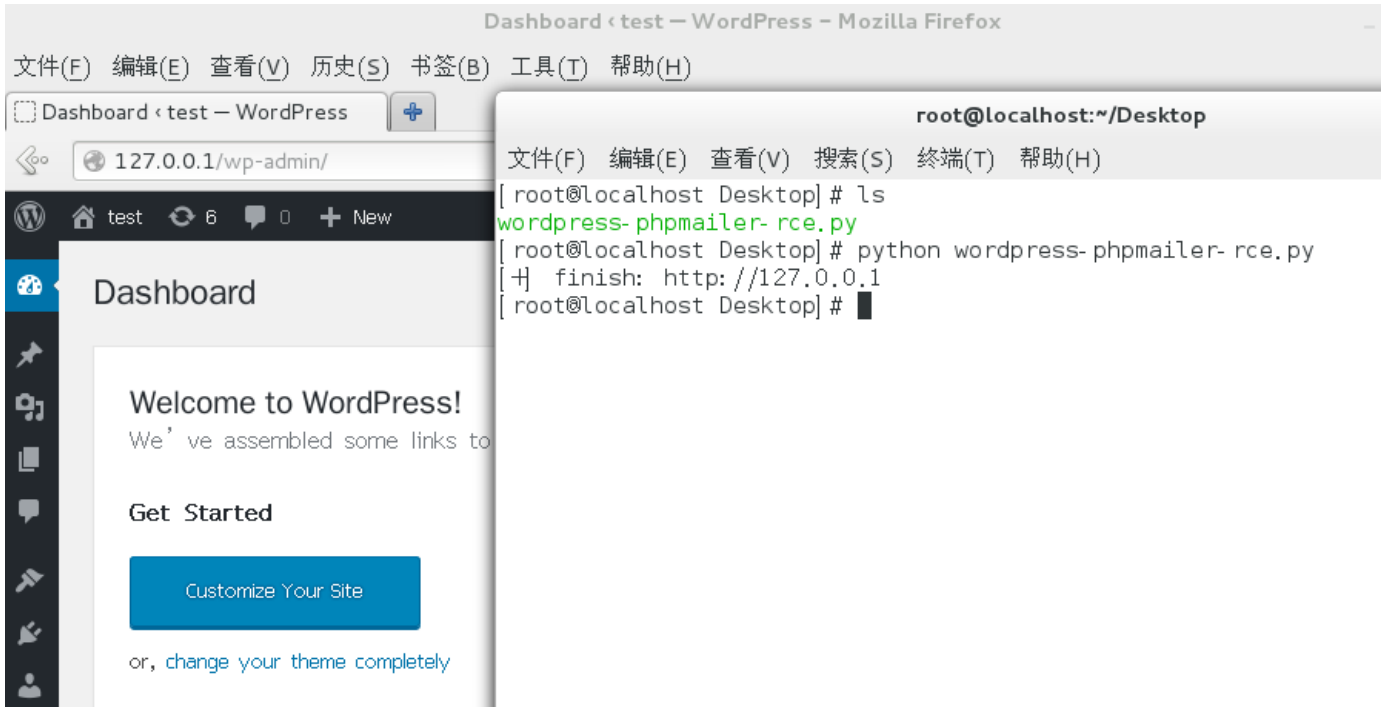 Dashboard ‹ test — WordPress - Mozilla Firefox
文件(F) 编辑(E) 查看(V) 历史(S) 书签(B) 工具(T) 帮助(H)
Dashboard ‹ test — WordPress
127.0.0.1/wp-admin/
test 6 0 + New
Dashboard
Welcome to WordPress!
We’ve assembled some links to
Get Started
Customize Your Site
or, change your theme completely
root@localhost:~/Desktop
文件(F) 编辑(E) 查看(V) 搜索(S) 终端(T) 帮助(H)
[root@localhost Desktop]# ls
wordpress-phpmailer-rce.py
[root@localhost Desktop]# python wordpress-phpmailer-rce.py
[+] finish: http://127.0.0.1
[root@localhost Desktop]#